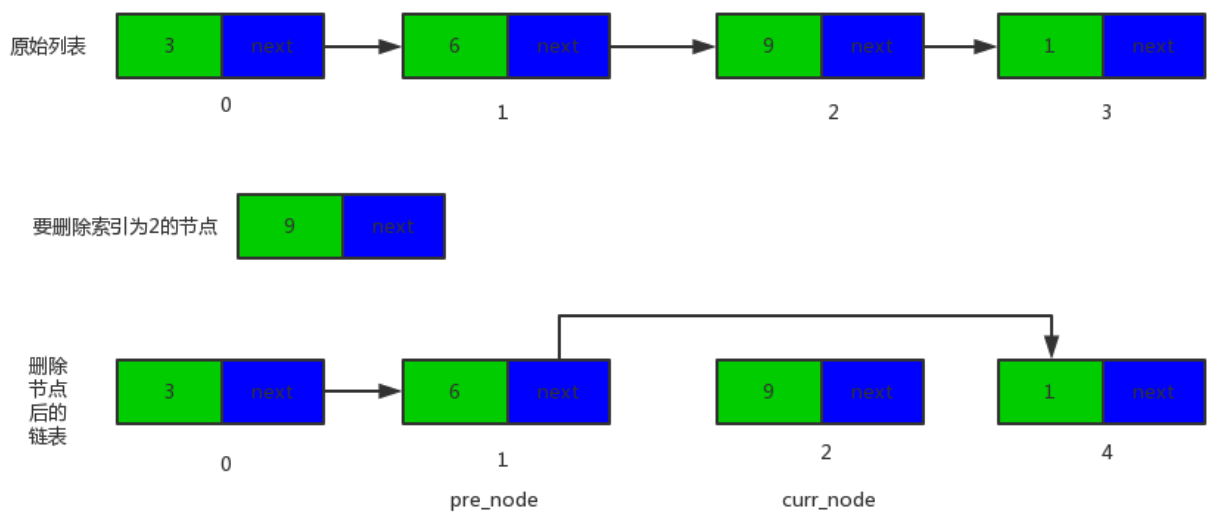 原始列表 3 next 6 next 9 next 1 next
0 1 2 3
要删除索引为2的节点 9 next
删除
节点
后的
链表
3 next 6 next 9 next 1 next
0 1 2 4
pre_node curr_node